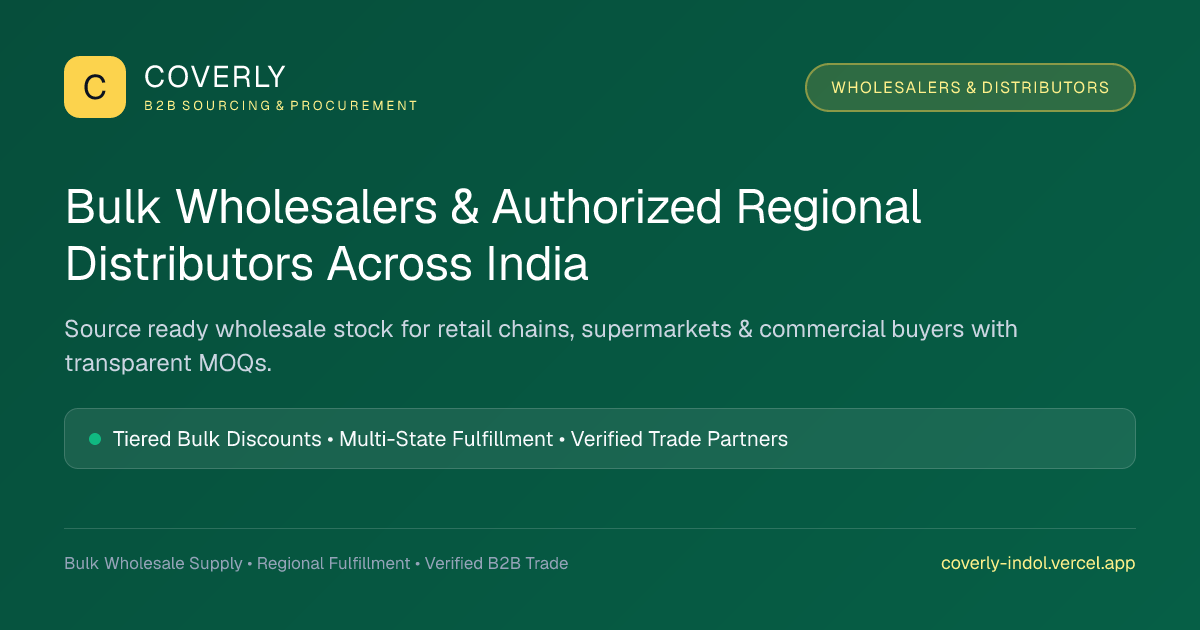 C
COVERLY
B2B SOURCING & PROCUREMENT
WHOLESALERS & DISTRIBUTORS
Bulk Wholesalers & Authorized Regional
Distributors Across India
Source ready wholesale stock for retail chains, supermarkets & commercial buyers with
transparent MOQs.
Tiered Bulk Discounts • Multi-State Fulfillment • Verified Trade Partners
Bulk Wholesale Supply • Regional Fulfillment • Verified B2B Trade
coverly-indol.vercel.app